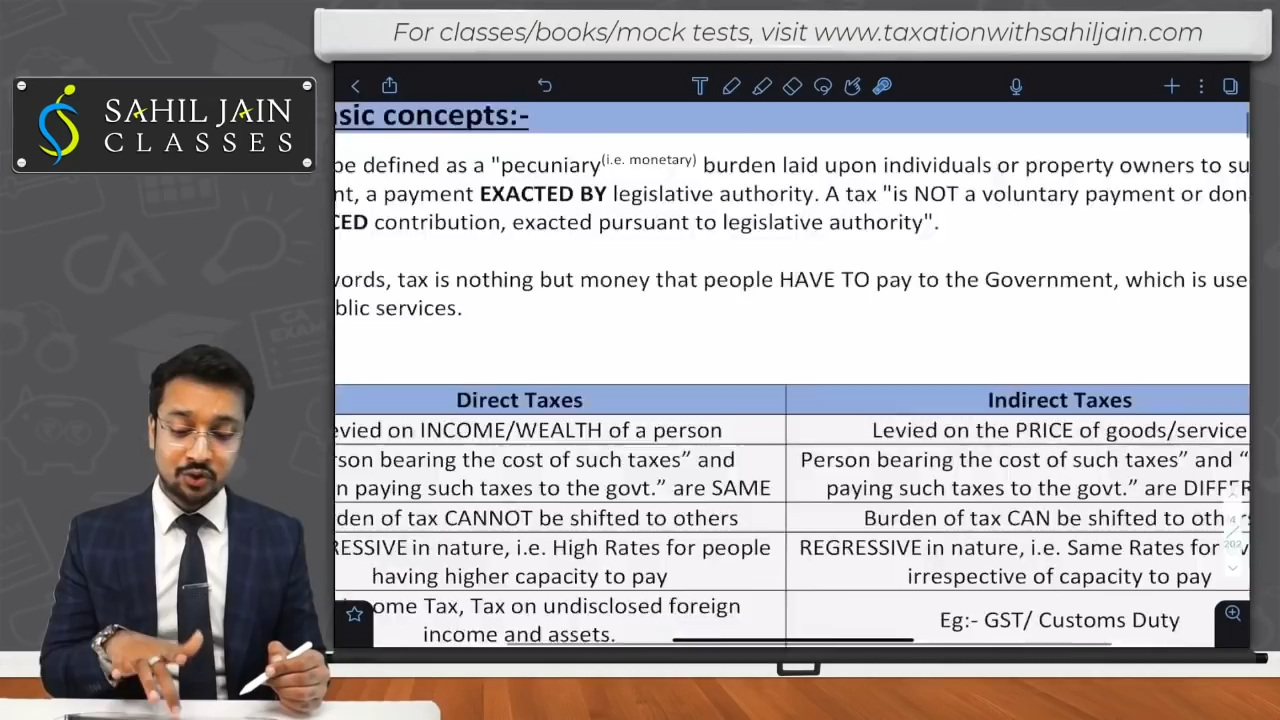 For classes/books/mock tests, visit www.taxationwithsahiljain.com
SAHIL JAIN
CLASSES
sic concepts:-
be defined as a "pecuniary(i.e. monetary) burden laid upon individuals or property owners to su
nt, a payment EXACTED BY legislative authority. A tax "is NOT a voluntary payment or don
CED contribution, exacted pursuant to legislative authority".
vords, tax is nothing but money that people HAVE TO pay to the Government, which is use
blic services.
Direct Taxes
evied on INCOME/WEALTH of a person
rson bearing the cost of such taxes” and
n paying such taxes to the govt.” are SAME
den of tax CANNOT be shifted to others
RESSIVE in nature, i.e. High Rates for people
having higher capacity to pay
ome Tax, Tax on undisclosed foreign
income and assets.
Indirect Taxes
Levied on the PRICE of goods/service
Person bearing the cost of such taxes” and “
paying such taxes to the govt.” are DIFFER
Burden of tax CAN be shifted to oth
REGRESSIVE in nature, i.e. Same Rates for
irrespective of capacity to pay
Eg:- GST/ Customs Duty
202
CA
CA
EXAM